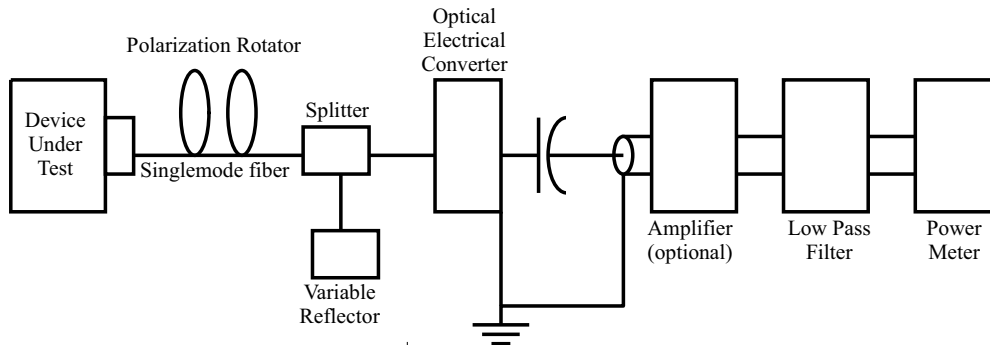 Polarization Rotator
Optical
Electrical
Converter
Device
Under
Test
Singlemode fiber
Splitter
Variable
Reflector
Amplifier
(optional)
Low Pass
Filter
Power
Meter